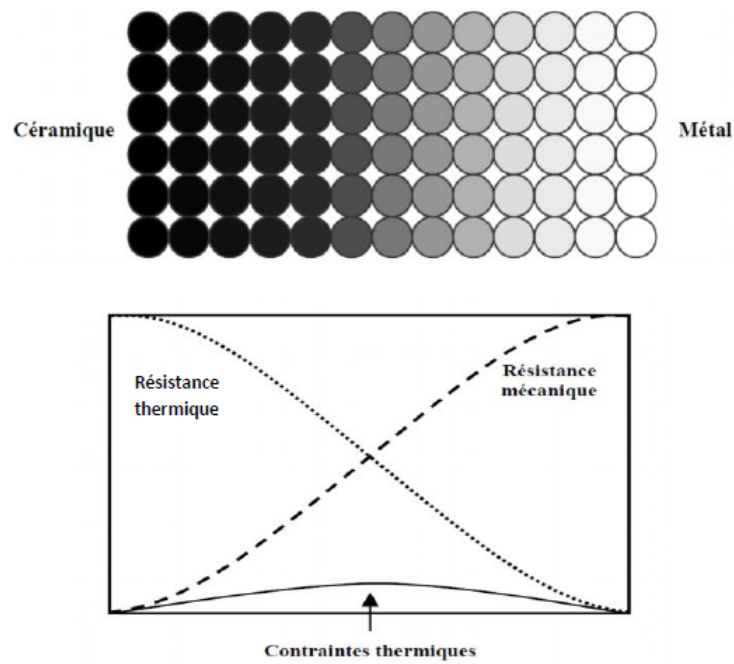 Céramique
Métal
Résistance
thermique
Résistance
mécanique
Contraintes thermiques